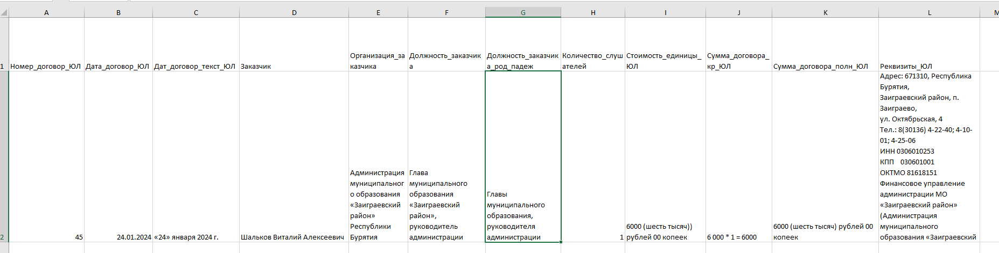 A B C D E F G H I J K L M
1
Номер_договор_ЮЛ
Дата_договор_ЮЛ
Дат_договор_текст_ЮЛ
Заказчик
Организация_за
казчика
Должность_заказчик
а
Должность_заказчик
а_род_падеж
Количество_слуш
ателей
Стоимость_единицы_
ЮЛ
Сумма_договора_
кр_ЮЛ
Сумма_договора_полн_ЮЛ
Реквизиты_ЮЛ
2
45
24.01.2024
«24» января 2024 г.
Шальков Виталий Алексеевич
Администрация
муниципальног
о образования
«Заиграевский
район»
Республики
Бурятия
Глава
муниципального
образования
«Заиграевский
район»,
руководитель
администрации
Главы
муниципального
образования,
руководителя
администрации
1
6000 (шесть тысяч))
рублей 00 копеек
6 000 * 1 = 6000
6000 (шесть тысяч) рублей 00
копеек
Адрес: 671310, Республика
Бурятия,
Заиграевский район, п.
Заиграево,
ул. Октябрьская, 4
Тел.: 8(30136) 4-22-40; 4-10-
01; 4-25-06
ИНН 0306010253
КПП    030601001
ОКТМО 81618151
Финансовое управление
администрации МО
«Заиграевский район»
(Администрация
муниципального
образования «Заиграевский